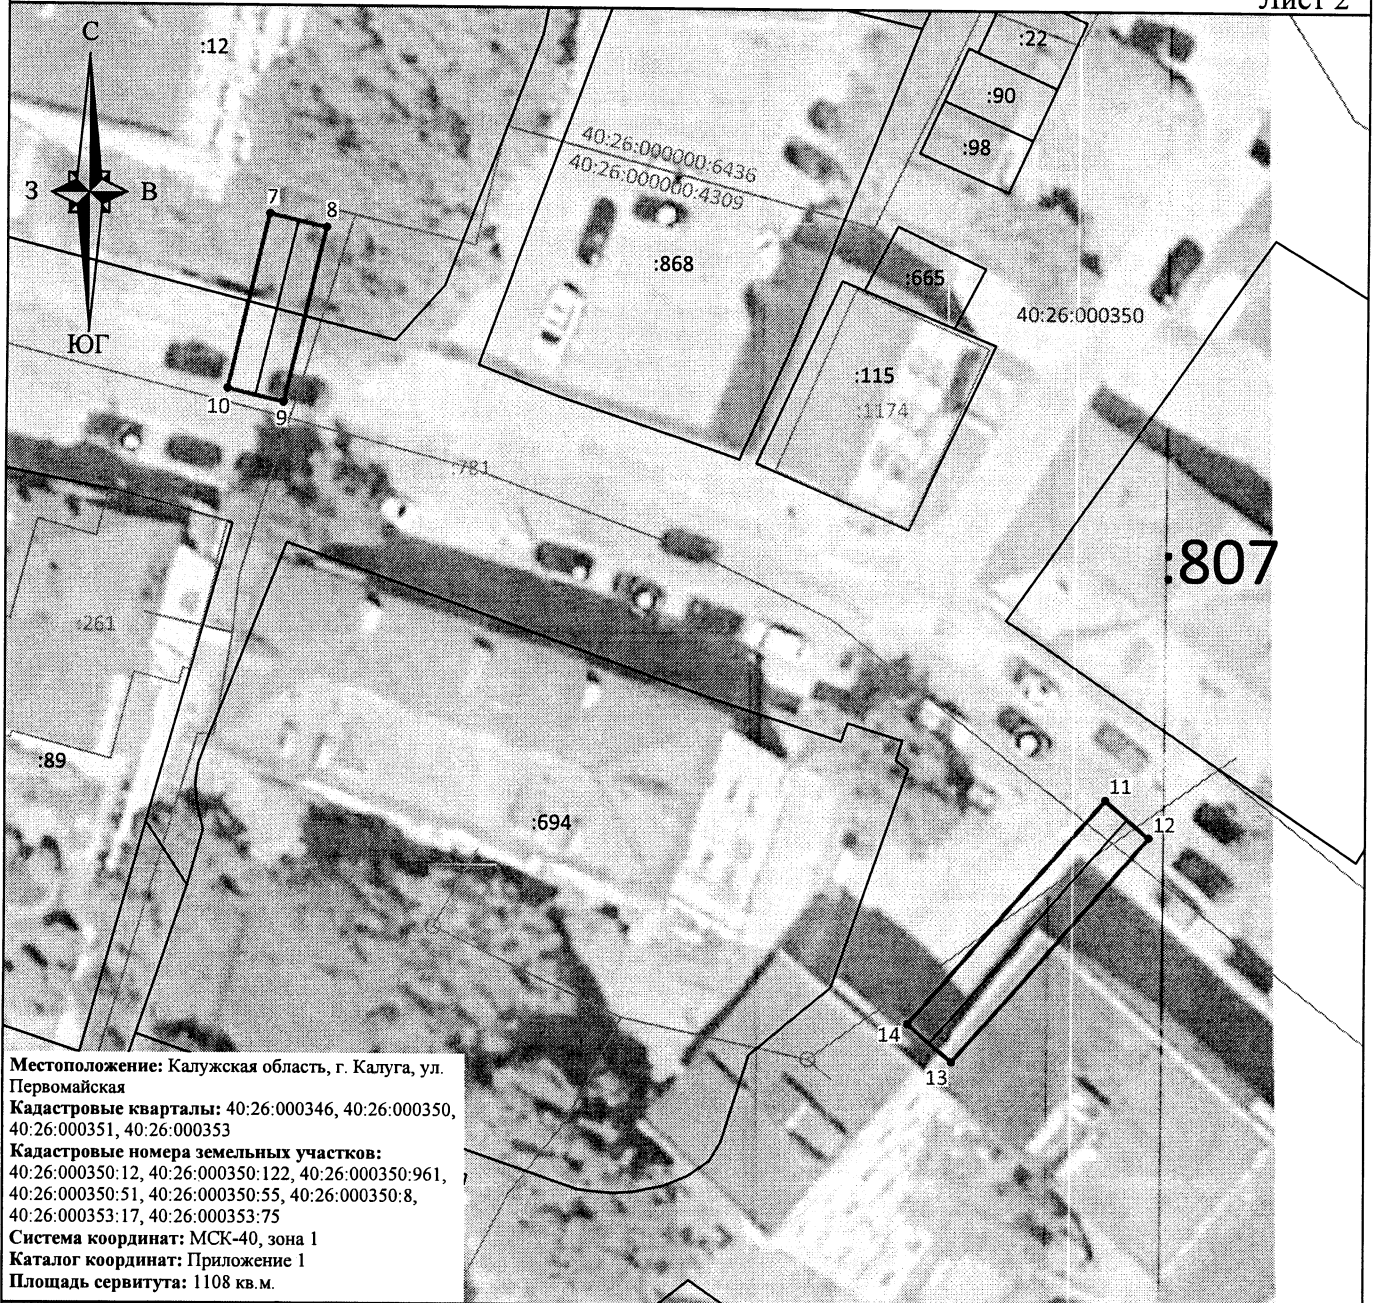 Лист 2
С
:12
:22
:90
:98
40:26:000000:6436
40:26:000000:4309
З
В
7
8
:868
:665
40:26:000350
ЮГ
:115
:1174
10
9
:781
:807
:261
:89
:694
11
12
14
13
Местоположение: Калужская область, г. Калуга, ул.
Первомайская
Кадастровые кварталы: 40:26:000346, 40:26:000350,
40:26:000351, 40:26:000353
Кадастровые номера земельных участков:
40:26:000350:12, 40:26:000350:122, 40:26:000350:961,
40:26:000350:51, 40:26:000350:55, 40:26:000350:8,
40:26:000353:17, 40:26:000353:75
Система координат: МСК-40, зона 1
Каталог координат: Приложение 1
Площадь сервитута: 1108 кв.м.